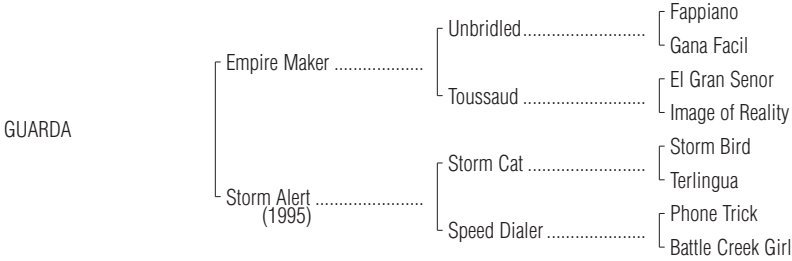 Fappiano
Unbridled.........................
Gana Facil
Empire Maker ...................
El Gran Senor
Toussaud ..........................
Image of Reality
GUARDA
Storm Bird
Storm Cat .........................
Terlingua
Storm Alert .......................
(1995)
Phone Trick
Speed Dialer .....................
Battle Creek Girl